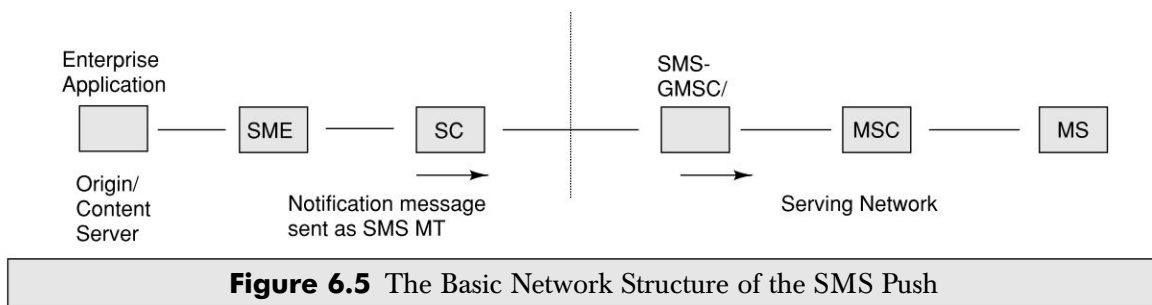 Enterprise
Application
SME
SC
SMS-
GMSC/
MSC
MS
Origin/
Content
Server
Notification message
sent as SMS MT
Serving Network
Figure 6.5 The Basic Network Structure of the SMS Push